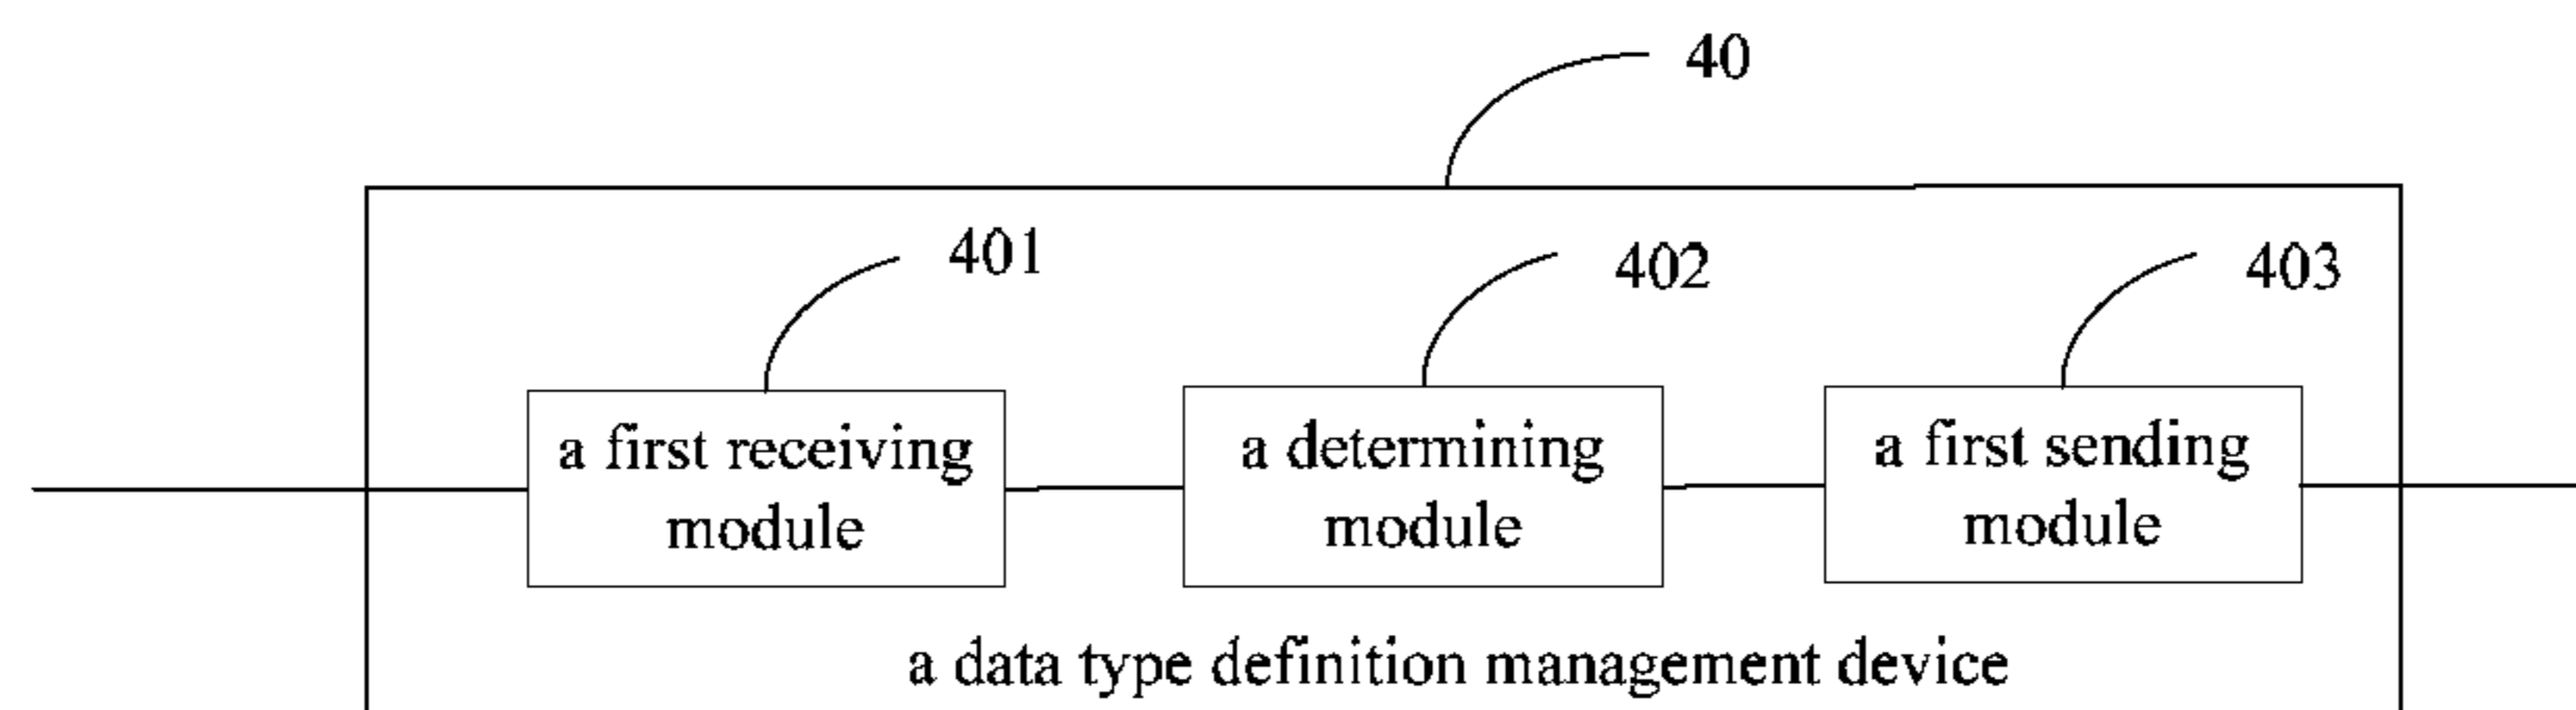 40
401
402
403
a first receiving
module
a determining
module
a first sending
module
a data type definition management device